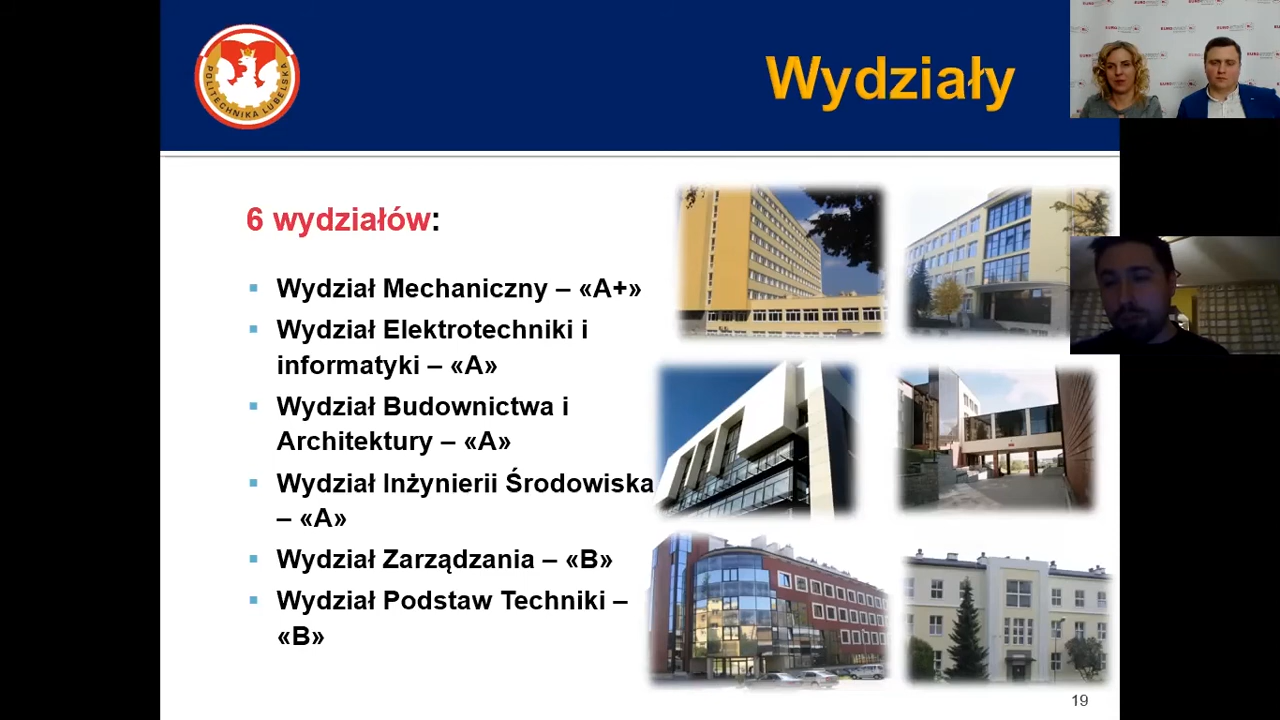 POLITECHNIKA LUBELSKA
Wydziały
6 wydziałów:
Wydział Mechaniczny – «A+»
Wydział Elektrotechniki i
informatyki – «A»
Wydział Budownictwa i
Architektury – «A»
Wydział Inżynierii Środowiska
– «A»
Wydział Zarządzania – «B»
Wydział Podstaw Techniki –
«B»
19